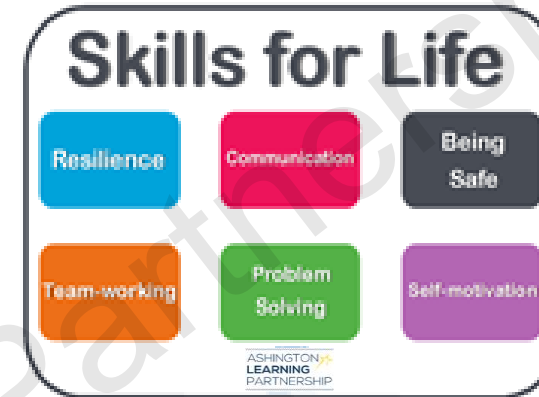 Skills for Life
Resilience
Communication
Being
Safe
Team-working
Problem
Solving
Self-motivation
ASHINGTON
LEARNING
PARTNERSHIP